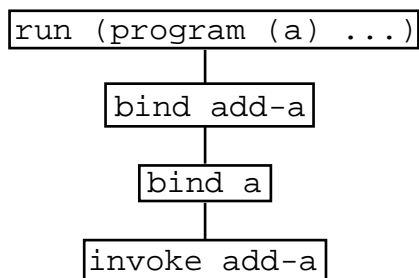 run (program (a) ...)
bind add-a
bind a
invoke add-a